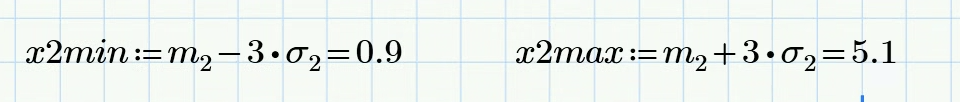 x2min := m₂ − 3 • σ₂ = 0.9 x2max := m₂ + 3 • σ₂ = 5.1